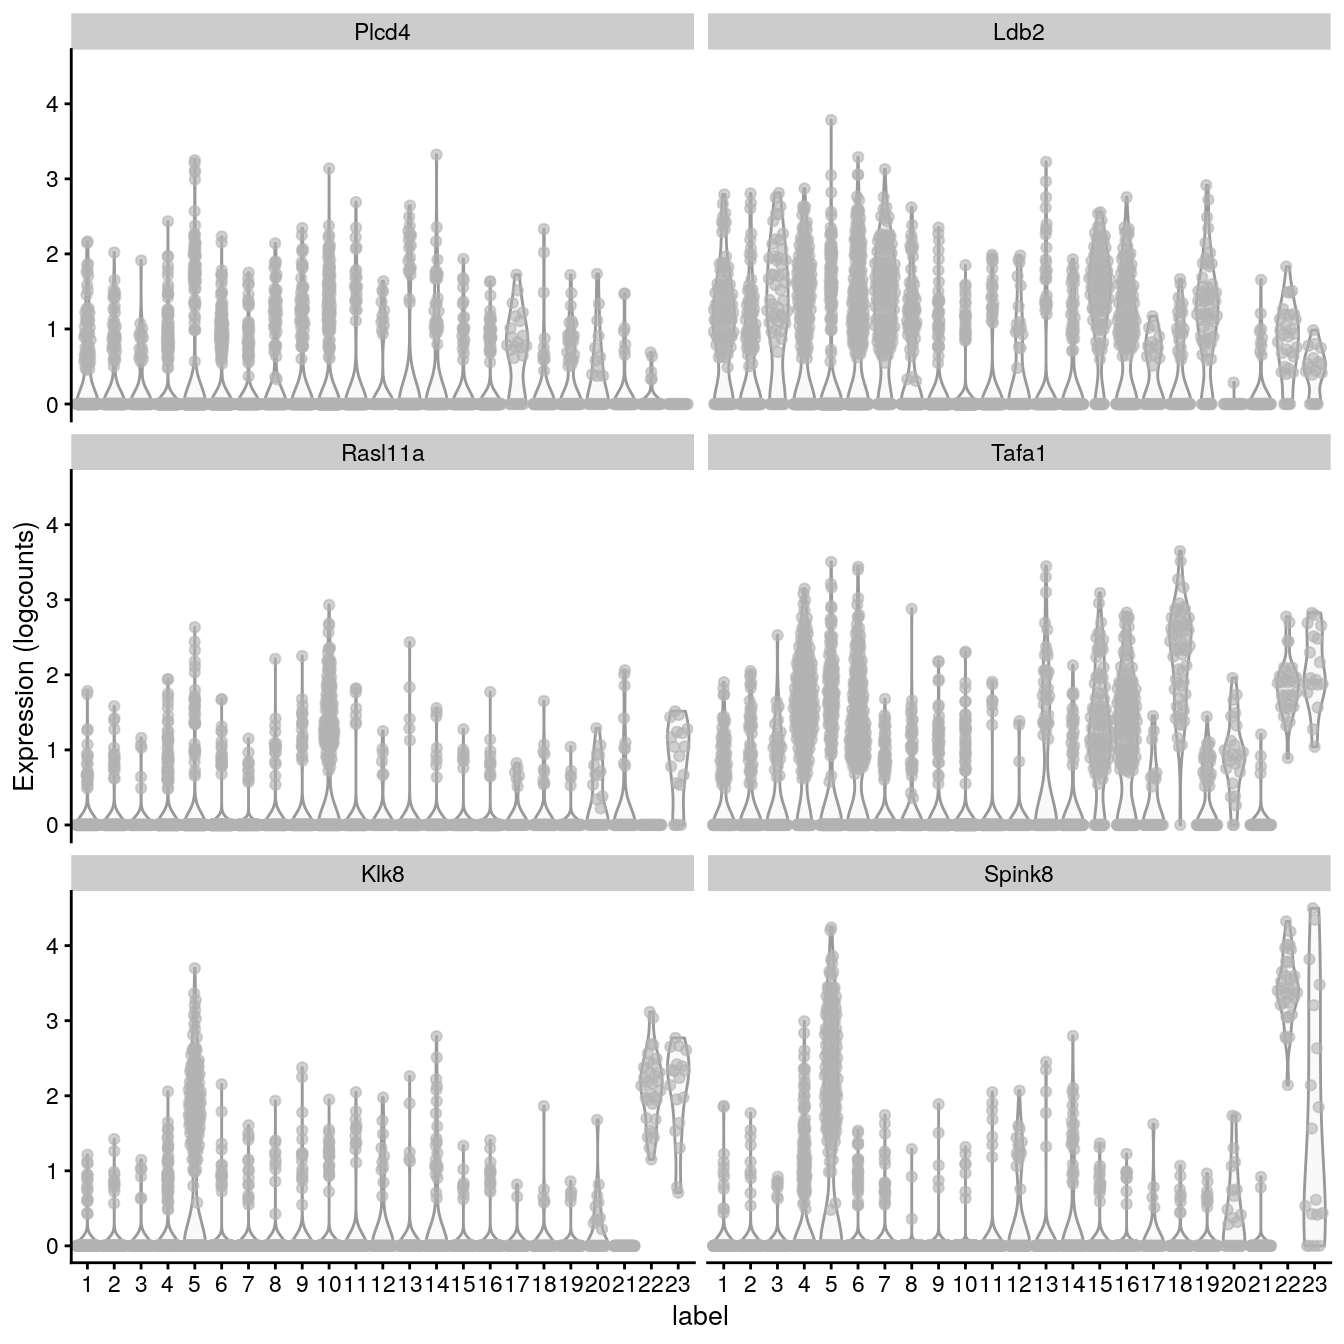 Plcd4 Ldb2
4 3 2 1 0
Rasl11a Tafa1
4 3 2 1 0
Klk8 Spink8
4 3 2 1 0
Expression (logcounts)
1 2 3 4 5 6 7 8 9 10 11 12 13 14 15 16 17 18 19 20 21 22 23 1 2 3 4 5 6 7 8 9 10 11 12 13 14 15 16 17 18 19 20 21 22 23
label